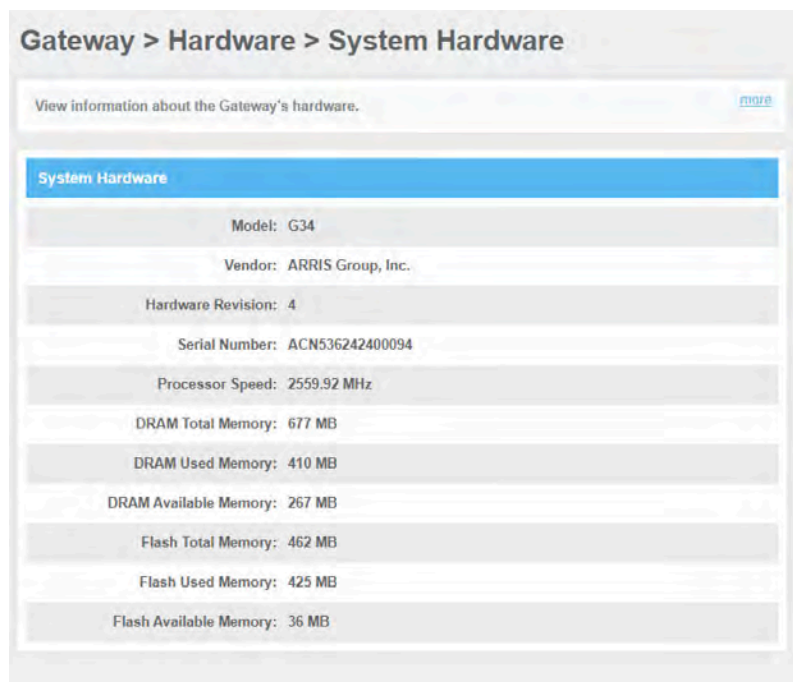 Gateway > Hardware > System Hardware
View information about the Gateway's hardware. more
System Hardware
Model: G34
Vendor: ARRIS Group, Inc.
Hardware Revision: 4
Serial Number: ACN536242400094
Processor Speed: 2559.92 MHz
DRAM Total Memory: 677 MB
DRAM Used Memory: 410 MB
DRAM Available Memory: 267 MB
Flash Total Memory: 462 MB
Flash Used Memory: 425 MB
Flash Available Memory: 36 MB